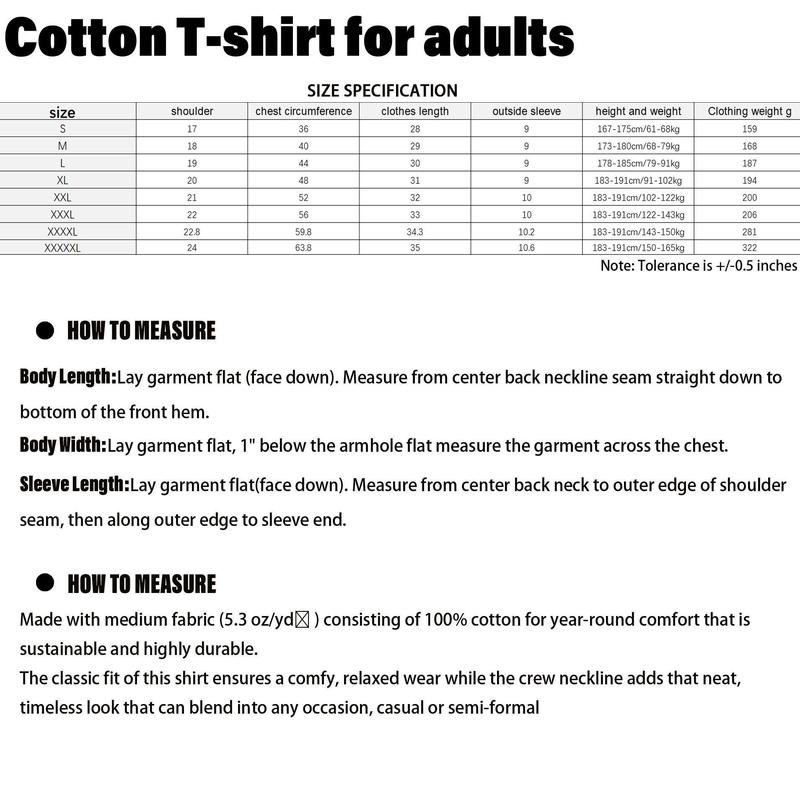 Cotton T-shirt for adults
SIZE SPECIFICATION
size shoulder chest circumference clothes length outside sleeve height and weight Clothing weight g
S 17 36 28 9 167-175cm/61-68kg 159
M 18 40 29 9 173-180cm/68-79kg 168
L 19 44 30 9 178-185cm/79-91kg 187
XL 20 48 31 9 183-191cm/91-102kg 194
XXL 21 52 32 10 183-191cm/102-122kg 200
XXXL 22 56 33 10 183-191cm/122-143kg 206
XXXXL 22.8 59.8 34.3 10.2 183-191cm/143-150kg 281
XXXXXL 24 63.8 35 10.6 183-191cm/150-165kg 322
Note: Tolerance is +/-0.5 inches
● HOW TO MEASURE
Body Length:Lay garment flat (face down). Measure from center back neckline seam straight down to
bottom of the front hem.
Body Width:Lay garment flat, 1" below the armhole flat measure the garment across the chest.
Sleeve Length:Lay garment flat(face down). Measure from center back neck to outer edge of shoulder
seam, then along outer edge to sleeve end.
● HOW TO MEASURE
Made with medium fabric (5.3 oz/yd☒ ) consisting of 100% cotton for year-round comfort that is
sustainable and highly durable.
The classic fit of this shirt ensures a comfy, relaxed wear while the crew neckline adds that neat,
timeless look that can blend into any occasion, casual or semi-formal